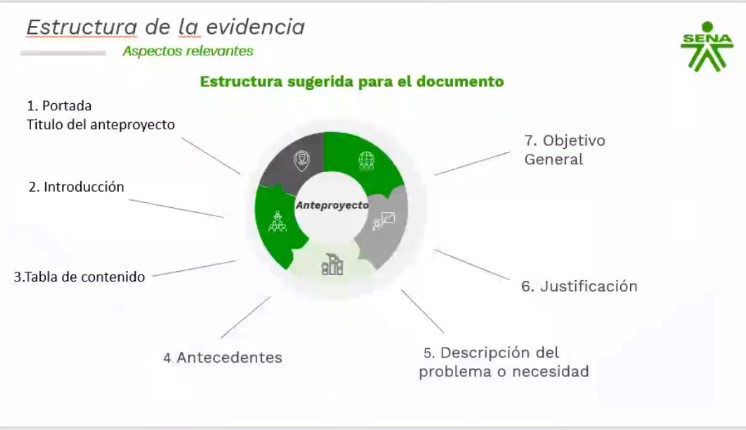 Estructura de la evidencia
Aspectos relevantes
SENA
Estructura sugerida para el documento
1. Portada
Titulo del anteproyecto
2. Introducción
3.Tabla de contenido
4 Antecedentes
5. Descripción del
problema o necesidad
6. Justificación
7. Objetivo
General
Anteproyecto